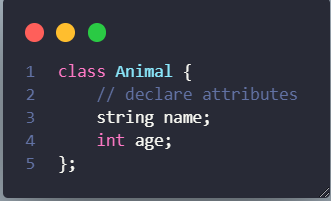 1 class Animal {
2     // declare attributes
3     string name;
4     int age;
5 };